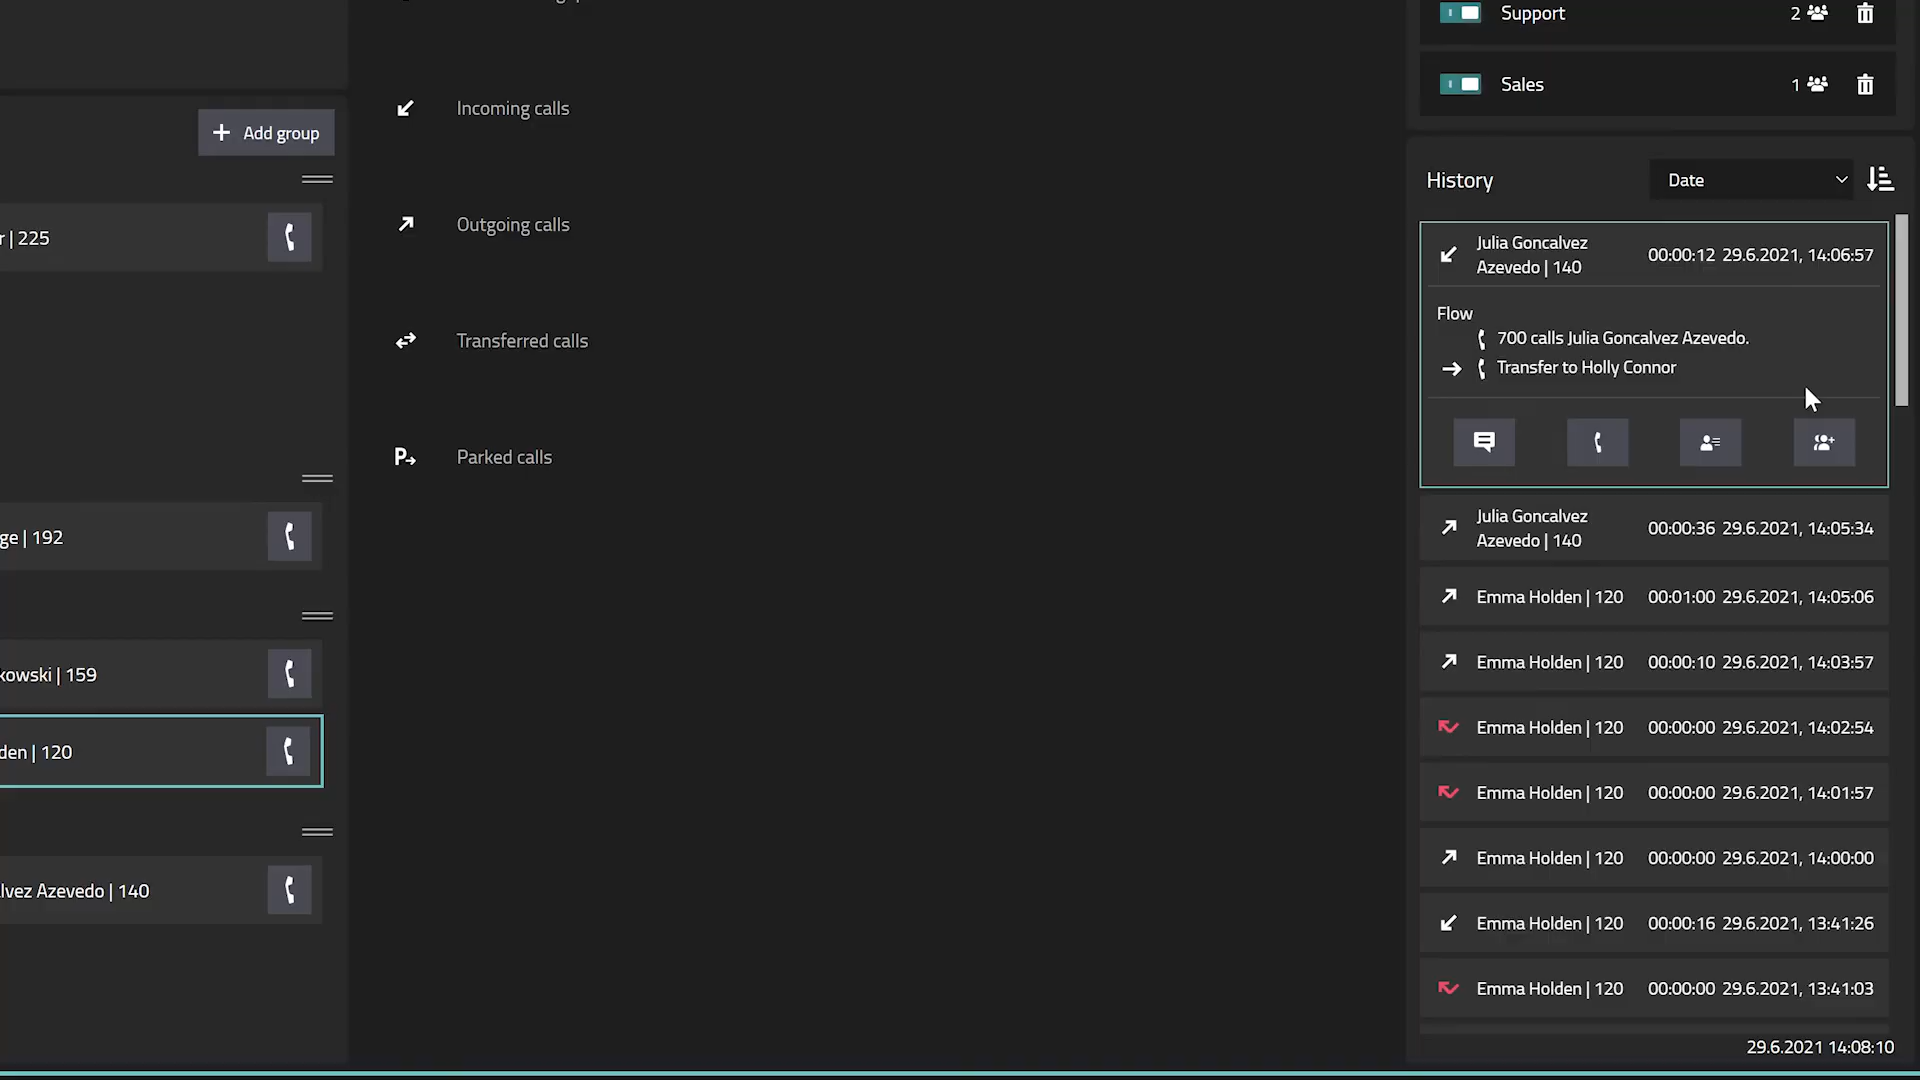 Add group
r | 225
ge | 192
kowski | 159
den | 120
lvez Azevedo | 140
Incoming calls
Outgoing calls
Transferred calls
Parked calls
Support 2
Sales 1
History Date
Julia Goncalvez
Azevedo | 140 00:00:12 29.6.2021, 14:06:57
Flow
700 calls Julia Goncalvez Azevedo.
Transfer to Holly Connor
Julia Goncalvez
Azevedo | 140 00:00:36 29.6.2021, 14:05:34
Emma Holden | 120 00:01:00 29.6.2021, 14:05:06
Emma Holden | 120 00:00:10 29.6.2021, 14:03:57
Emma Holden | 120 00:00:00 29.6.2021, 14:02:54
Emma Holden | 120 00:00:00 29.6.2021, 14:01:57
Emma Holden | 120 00:00:00 29.6.2021, 14:00:00
Emma Holden | 120 00:00:16 29.6.2021, 13:41:26
Emma Holden | 120 00:00:00 29.6.2021, 13:41:03
29.6.2021 14:08:10